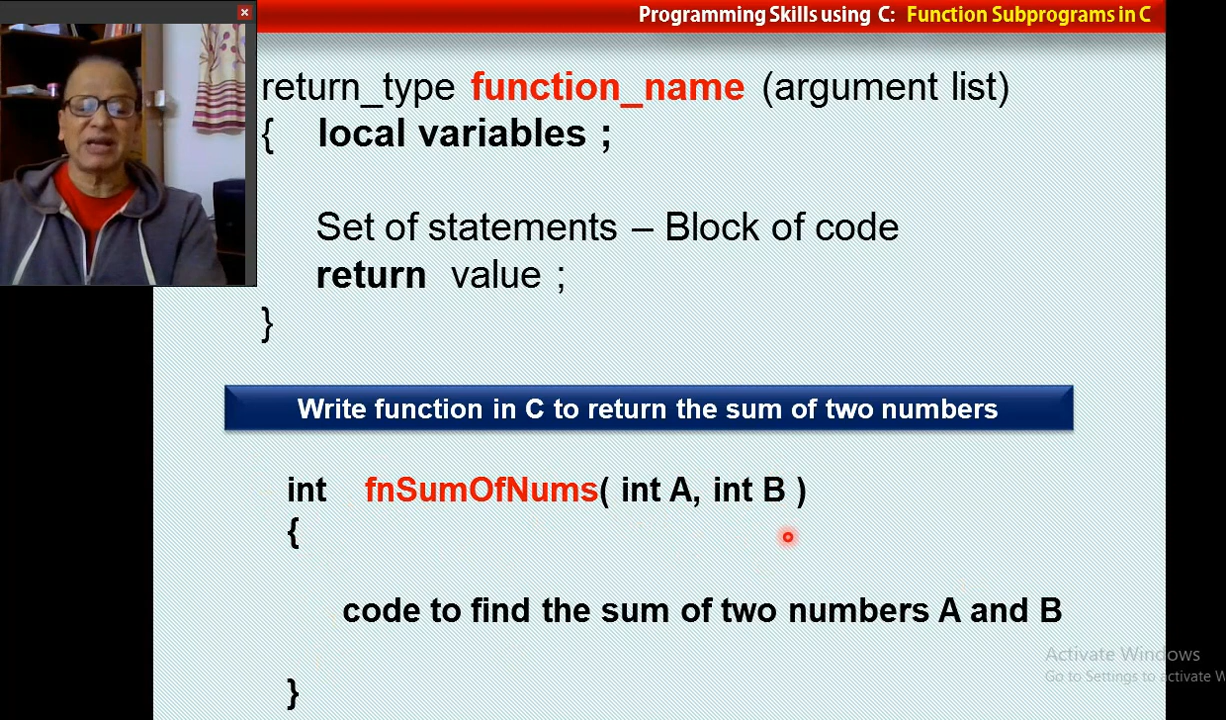 Programming Skills using C: Function Subprograms in C
return_type function_name (argument list)
{ local variables ;
Set of statements – Block of code
return value ;
}
Write function in C to return the sum of two numbers
int fnSumOfNums( int A, int B )
{
code to find the sum of two numbers A and B
}
Activate Windows
Go to Settings to activate W